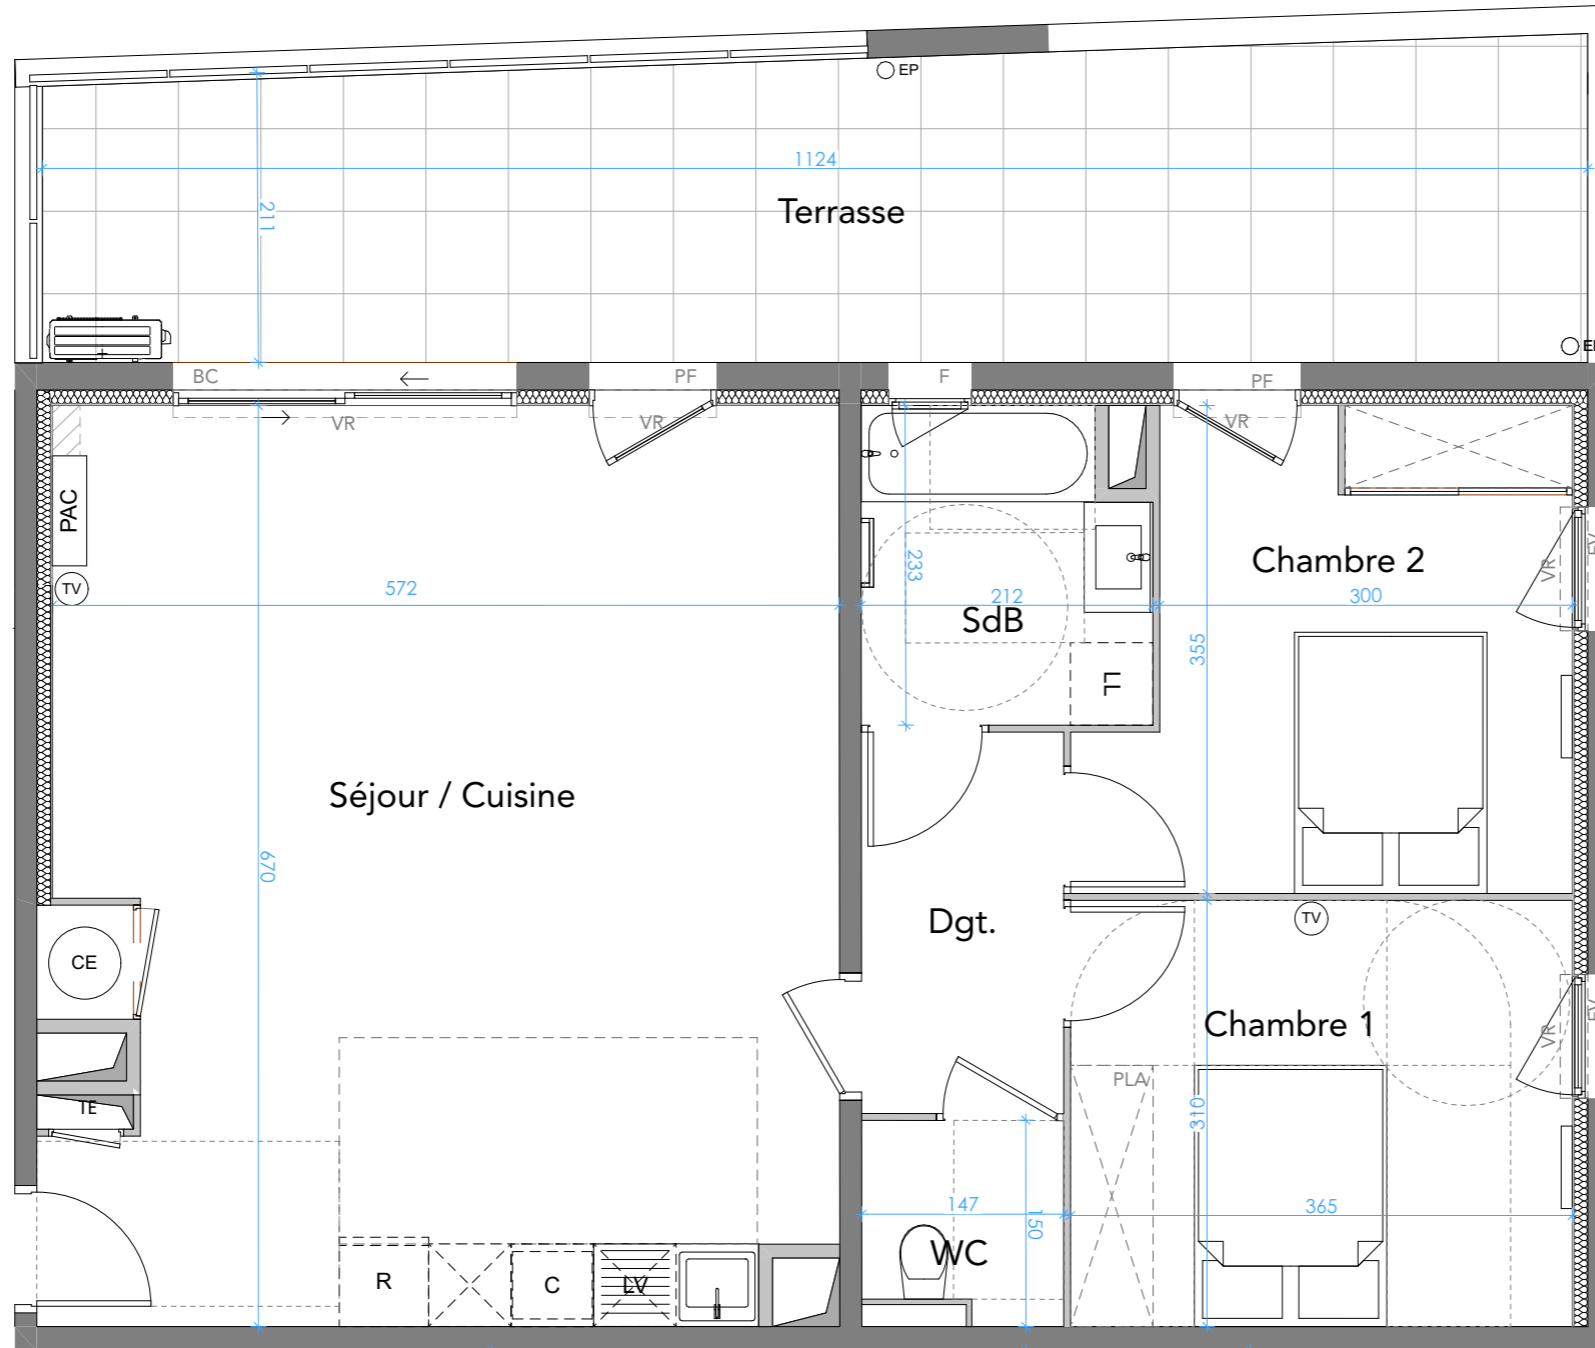 EP
1124
211
Terrasse
EP
BC
PF
F
PF
VR
VR
VR
PAC
TV
572
233
212
SdB
Chambre 2
300
VR
355
LL
Séjour / Cuisine
670
CE
Dgt.
TV
Chambre 1
VR
PLA
TE
310
147
150
365
WC
R
C
LV